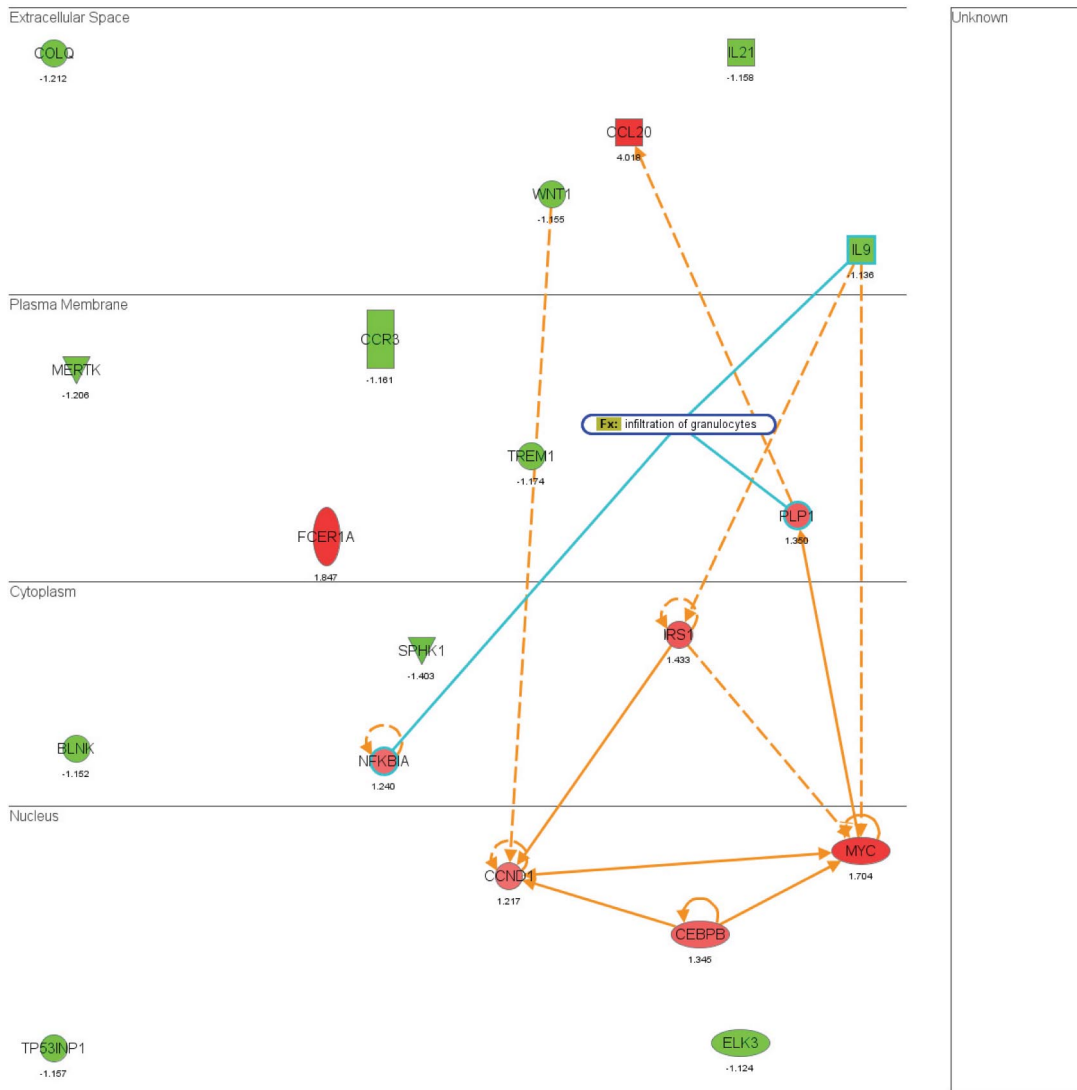 Extracellular Space
Unknown
COLQ
-1.212
IL21
-1.158
CCL20
4.018
WNT1
-1.155
IL9
-1.136
Plasma Membrane
CCR3
-1.161
MERTK
-1.206
Fx: infiltration of granulocytes
TREM1
-1.174
PLP1
1.350
FCER1A
1.847
Cytoplasm
IRS1
1.433
SPHK1
-1.403
BLNK
-1.152
NFKBIA
1.240
Nucleus
MYC
1.704
CCND1
1.217
CEBPB
1.345
TP53INP1
-1.157
ELK3
-1.124